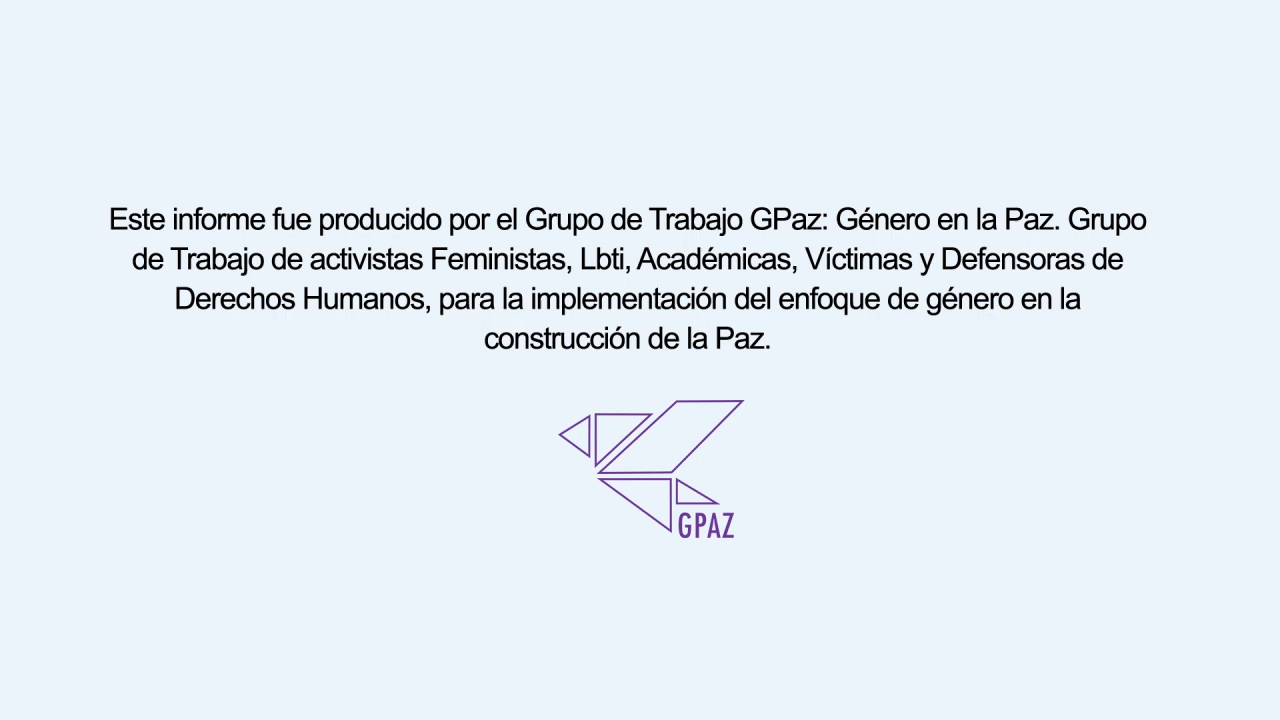 Este informe fue producido por el Grupo de Trabajo GPaz: Género en la Paz. Grupo
de Trabajo de activistas Feministas, Lbti, Académicas, Víctimas y Defensoras de
Derechos Humanos, para la implementación del enfoque de género en la
construcción de la Paz.
GPAZ